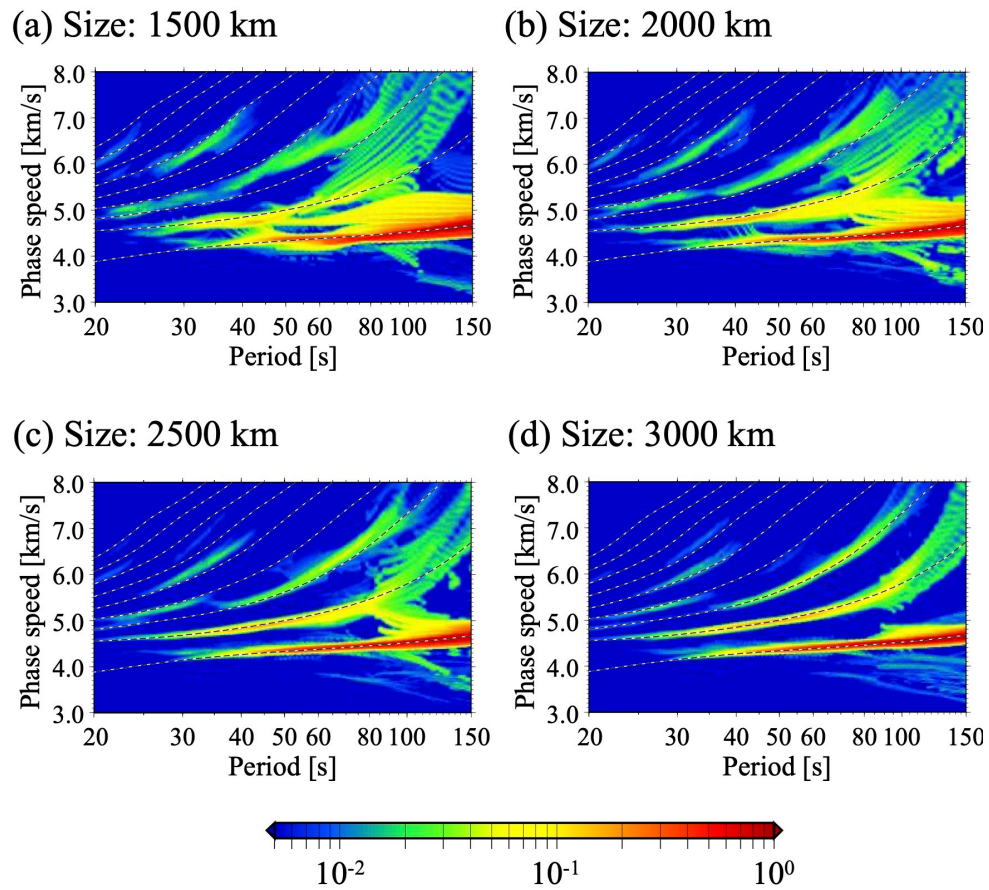 (a) Size: 1500 km
(b) Size: 2000 km
Phase speed [km/s]
8.0
7.0
6.0
5.0
4.0
3.0
20 30 40 50 60 80 100 150
Period [s]
Phase speed [km/s]
8.0
7.0
6.0
5.0
4.0
3.0
20 30 40 50 60 80 100 150
Period [s]
(c) Size: 2500 km
(d) Size: 3000 km
Phase speed [km/s]
8.0
7.0
6.0
5.0
4.0
3.0
20 30 40 50 60 80 100 150
Period [s]
Phase speed [km/s]
8.0
7.0
6.0
5.0
4.0
3.0
20 30 40 50 60 80 100 150
Period [s]
10⁻² 10⁻¹ 10⁰